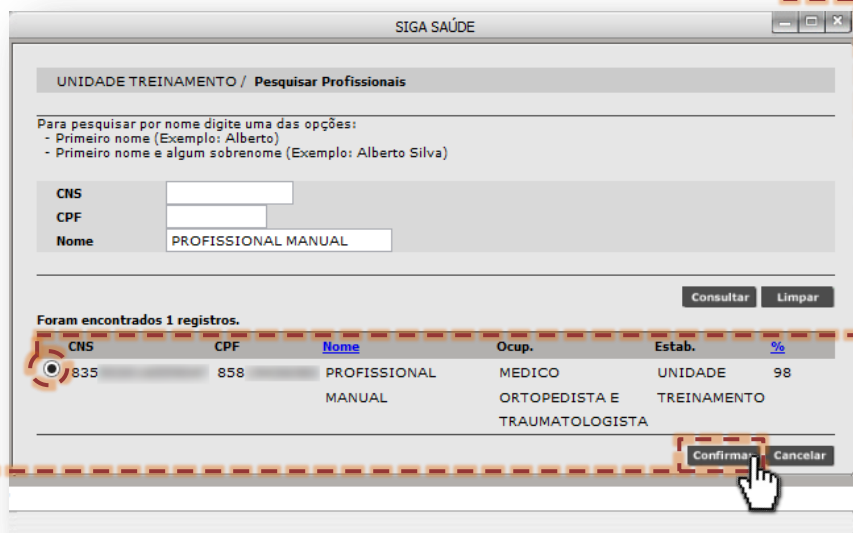 SIGA SAÚDE
UNIDADE TREINAMENTO / Pesquisar Profissionais
Para pesquisar por nome digite uma das opções:
- Primeiro nome (Exemplo: Alberto)
- Primeiro nome e algum sobrenome (Exemplo: Alberto Silva)
CNS
CPF
Nome PROFISSIONAL MANUAL
Consultar Limpar
Foram encontrados 1 registros.
CNS CPF Nome Ocup. Estab. %
835 858 PROFISSIONAL MEDICO UNIDADE 98
MANUAL ORTOPEDISTA E TREINAMENTO
TRAUMATOLOGISTA
Confirmar Cancelar